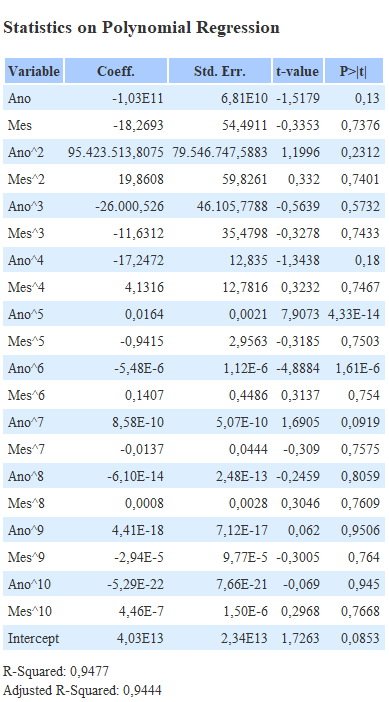 Statistics on Polynomial Regression
Variable Coeff. Std. Err. t-value P>|t|
Ano -1,03E11 6,81E10 -1,5179 0,13
Mes -18,2693 54,4911 -0,3353 0,7376
Ano^2 95.423.513,8075 79.546.747,5883 1,1996 0,2312
Mes^2 19,8608 59,8261 0,332 0,7401
Ano^3 -26.000,526 46.105,7788 -0,5639 0,5732
Mes^3 -11,6312 35,4798 -0,3278 0,7433
Ano^4 -17,2472 12,835 -1,3438 0,18
Mes^4 4,1316 12,7816 0,3232 0,7467
Ano^5 0,0164 0,0021 7,9073 4,33E-14
Mes^5 -0,9415 2,9563 -0,3185 0,7503
Ano^6 -5,48E-6 1,12E-6 -4,8884 1,61E-6
Mes^6 0,1407 0,4486 0,3137 0,754
Ano^7 8,58E-10 5,07E-10 1,6905 0,0919
Mes^7 -0,0137 0,0444 -0,309 0,7575
Ano^8 -6,10E-14 2,48E-13 -0,2459 0,8059
Mes^8 0,0008 0,0028 0,3046 0,7609
Ano^9 4,41E-18 7,12E-17 0,062 0,9506
Mes^9 -2,94E-5 9,77E-5 -0,3005 0,764
Ano^10 -5,29E-22 7,66E-21 -0,069 0,945
Mes^10 4,46E-7 1,50E-6 0,2968 0,7668
Intercept 4,03E13 2,34E13 1,7263 0,0853
R-Squared: 0,9477
Adjusted R-Squared: 0,9444